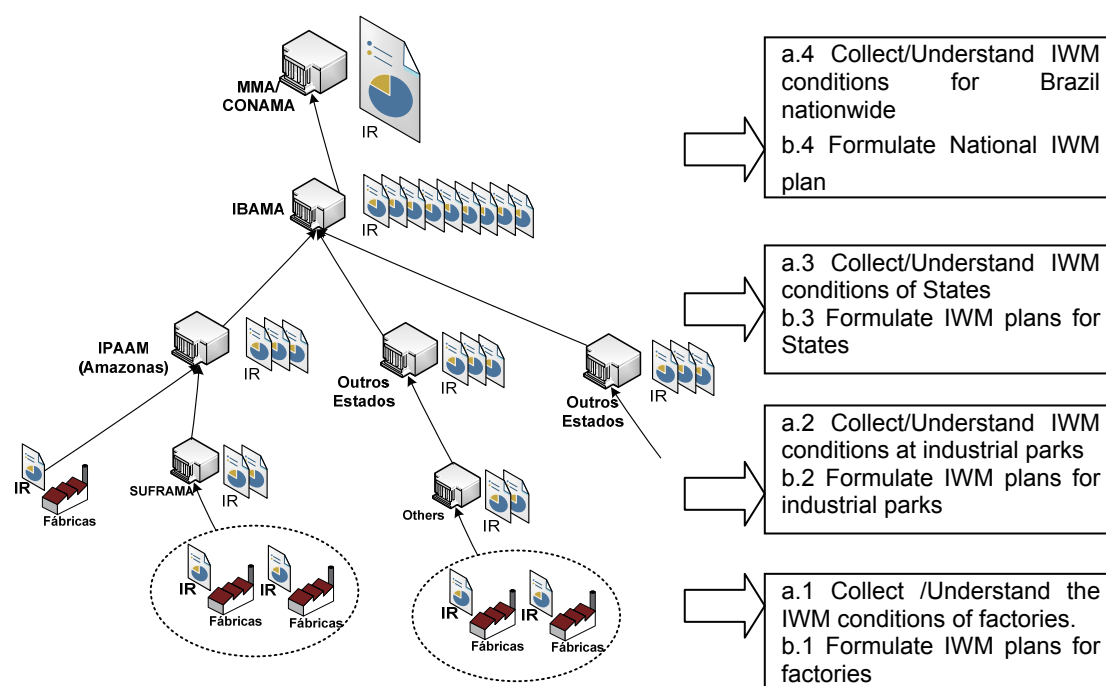 MMA/
CONAMA
IR
a.4 Collect/Understand IWM
conditions for Brazil
nationwide
b.4 Formulate National IWM
plan
IBAMA
IR
a.3 Collect/Understand IWM
conditions of States
b.3 Formulate IWM plans for
States
IPAAM
(Amazonas)
IR
Outros
Estados
IR
Outros
Estados
IR
a.2 Collect/Understand IWM
conditions at industrial parks
b.2 Formulate IWM plans for
industrial parks
IR
Fábricas
SUFRAMA
IR
Others
IR
a.1 Collect /Understand the
IWM conditions of factories.
b.1 Formulate IWM plans for
factories
IR
Fábricas
IR
Fábricas
IR
Fábricas
IR
Fábricas